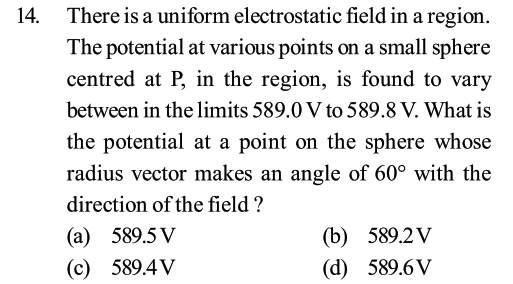 14. There is a uniform electrostatic field in a region.
The potential at various points on a small sphere
centred at P, in the region, is found to vary
between in the limits 589.0 V to 589.8 V. What is
the potential at a point on the sphere whose
radius vector makes an angle of 60° with the
direction of the field ?
(a) 589.5 V (b) 589.2 V
(c) 589.4 V (d) 589.6 V